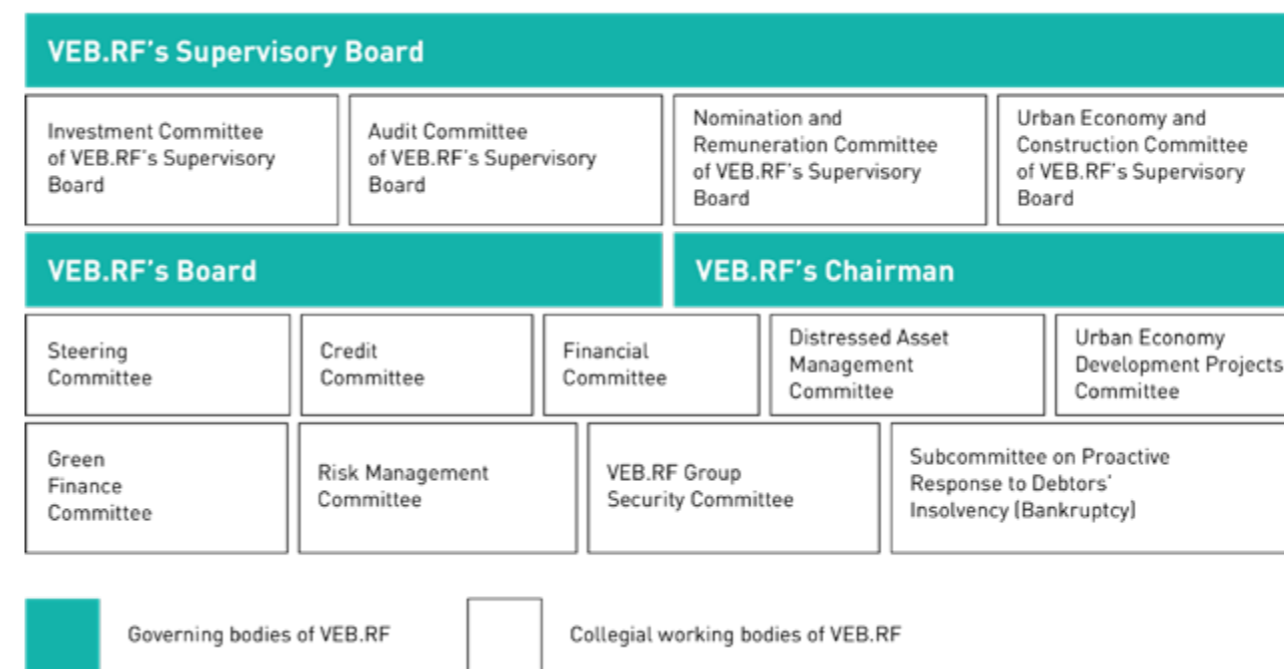 VEB.RF's Supervisory Board
Investment Committee
of VEB.RF's Supervisory
Board
Audit Committee
of VEB.RF's Supervisory
Board
Nomination and
Remuneration Committee
of VEB.RF's Supervisory
Board
Urban Economy and
Construction Committee
of VEB.RF's Supervisory
Board
VEB.RF's Board
VEB.RF's Chairman
Steering
Committee
Credit
Committee
Financial
Committee
Distressed Asset
Management
Committee
Urban Economy
Development Projects
Committee
Green
Finance
Committee
Risk Management
Committee
VEB.RF Group
Security Committee
Subcommittee on Proactive
Response to Debtors'
Insolvency (Bankruptcy)
Governing bodies of VEB.RF
Collegial working bodies of VEB.RF